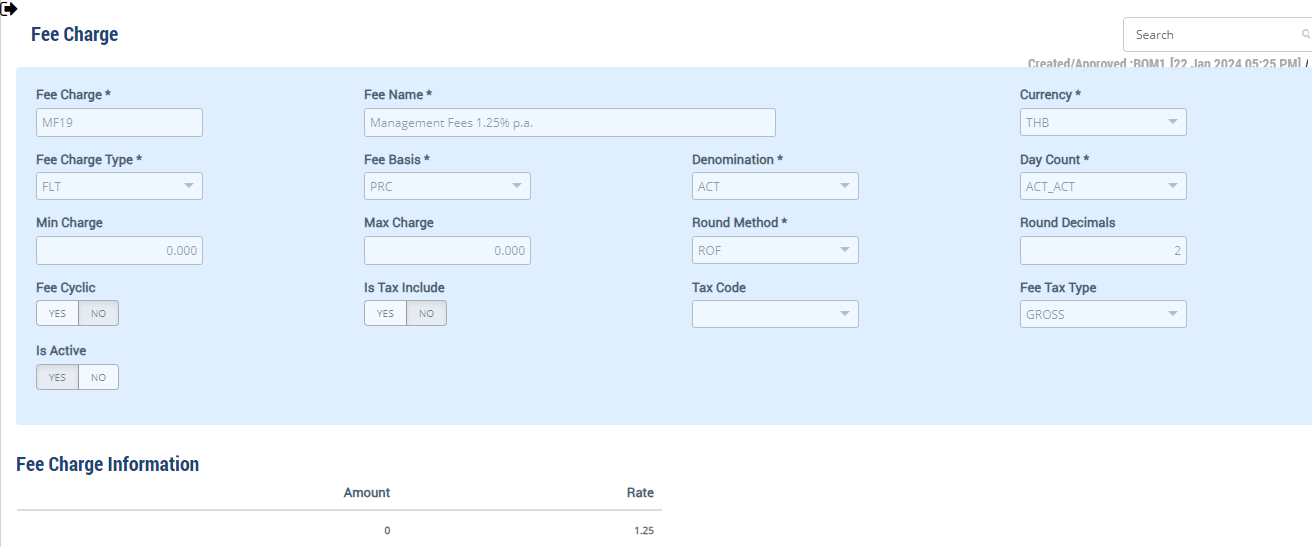 Fee Charge
Search
Created/Approved :BOM1 [22 Jan 2024 05:25 PM] /
Fee Charge *
Fee Name *
Currency *
MF19
Management Fees 1.25% p.a.
THB
Fee Charge Type *
Fee Basis *
Denomination *
Day Count *
FLT
PRC
ACT
ACT_ACT
Min Charge
Max Charge
Round Method *
Round Decimals
0.000
0.000
ROF
2
Fee Cyclic
Is Tax Include
Tax Code
Fee Tax Type
YES NO
YES NO
GROSS
Is Active
YES NO
Fee Charge Information
Amount Rate
0 1.25